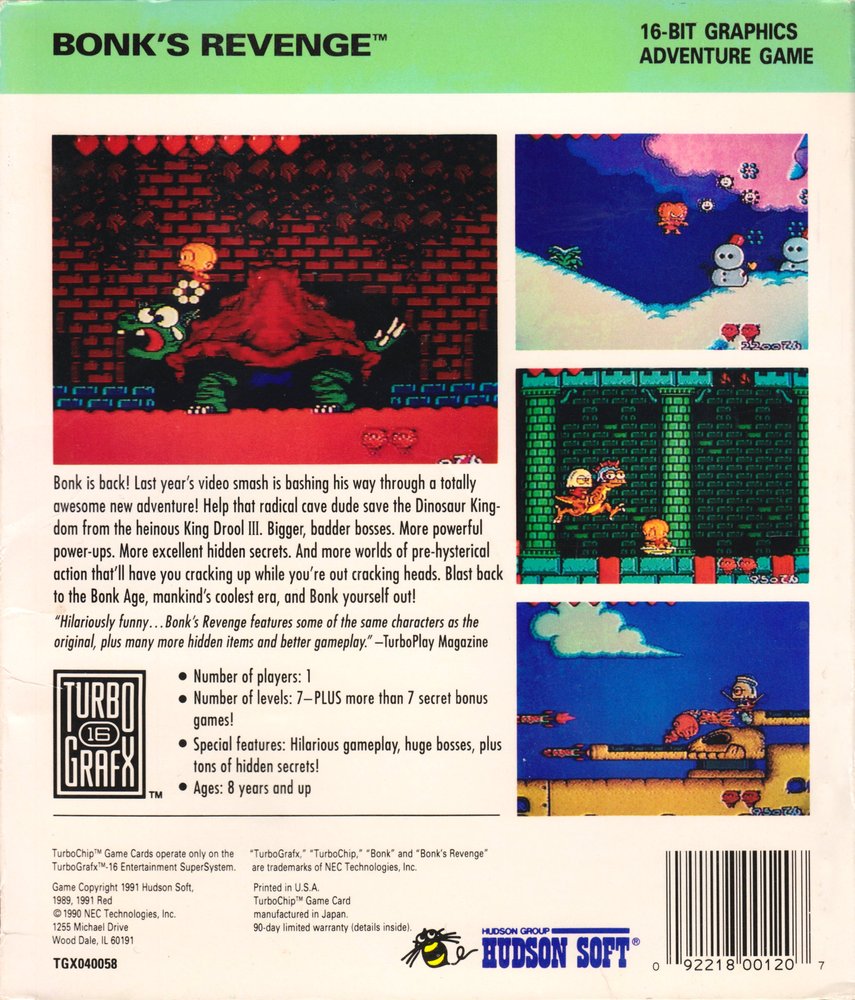 BONK'S REVENGE™
16-BIT GRAPHICS
ADVENTURE GAME
Bonk is back! Last year's video smash is bashing his way through a totally
awesome new adventure! Help that radical cave dude save the Dinosaur King-
dom from the heinous King Drool III. Bigger, badder bosses. More powerful
power-ups. More excellent hidden secrets. And more worlds of pre-hysterical
action that'll have you cracking up while you're out cracking heads. Blast back
to the Bonk Age, mankind's coolest era, and Bonk yourself out!
"Hilariously funny...Bonk's Revenge features some of the same characters as the
original, plus many more hidden items and better gameplay." –TurboPlay Magazine
TURBO
16
GRAFX
™
● Number of players: 1
● Number of levels: 7–PLUS more than 7 secret bonus
games!
● Special features: Hilarious gameplay, huge bosses, plus
tons of hidden secrets!
● Ages: 8 years and up
TurboChip™ Game Cards operate only on the
TurboGrafx™-16 Entertainment SuperSystem.
Game Copyright 1991 Hudson Soft,
1989, 1991 Red
© 1990 NEC Technologies, Inc.
1255 Michael Drive
Wood Dale, IL 60191
TGX040058
"TurboGrafx," "TurboChip," "Bonk" and "Bonk's Revenge"
are trademarks of NEC Technologies, Inc.
Printed in U.S.A.
TurboChip™ Game Card
manufactured in Japan.
90-day limited warranty (details inside).
HUDSON GROUP
HUDSON SOFT®
0 92218 00120 7